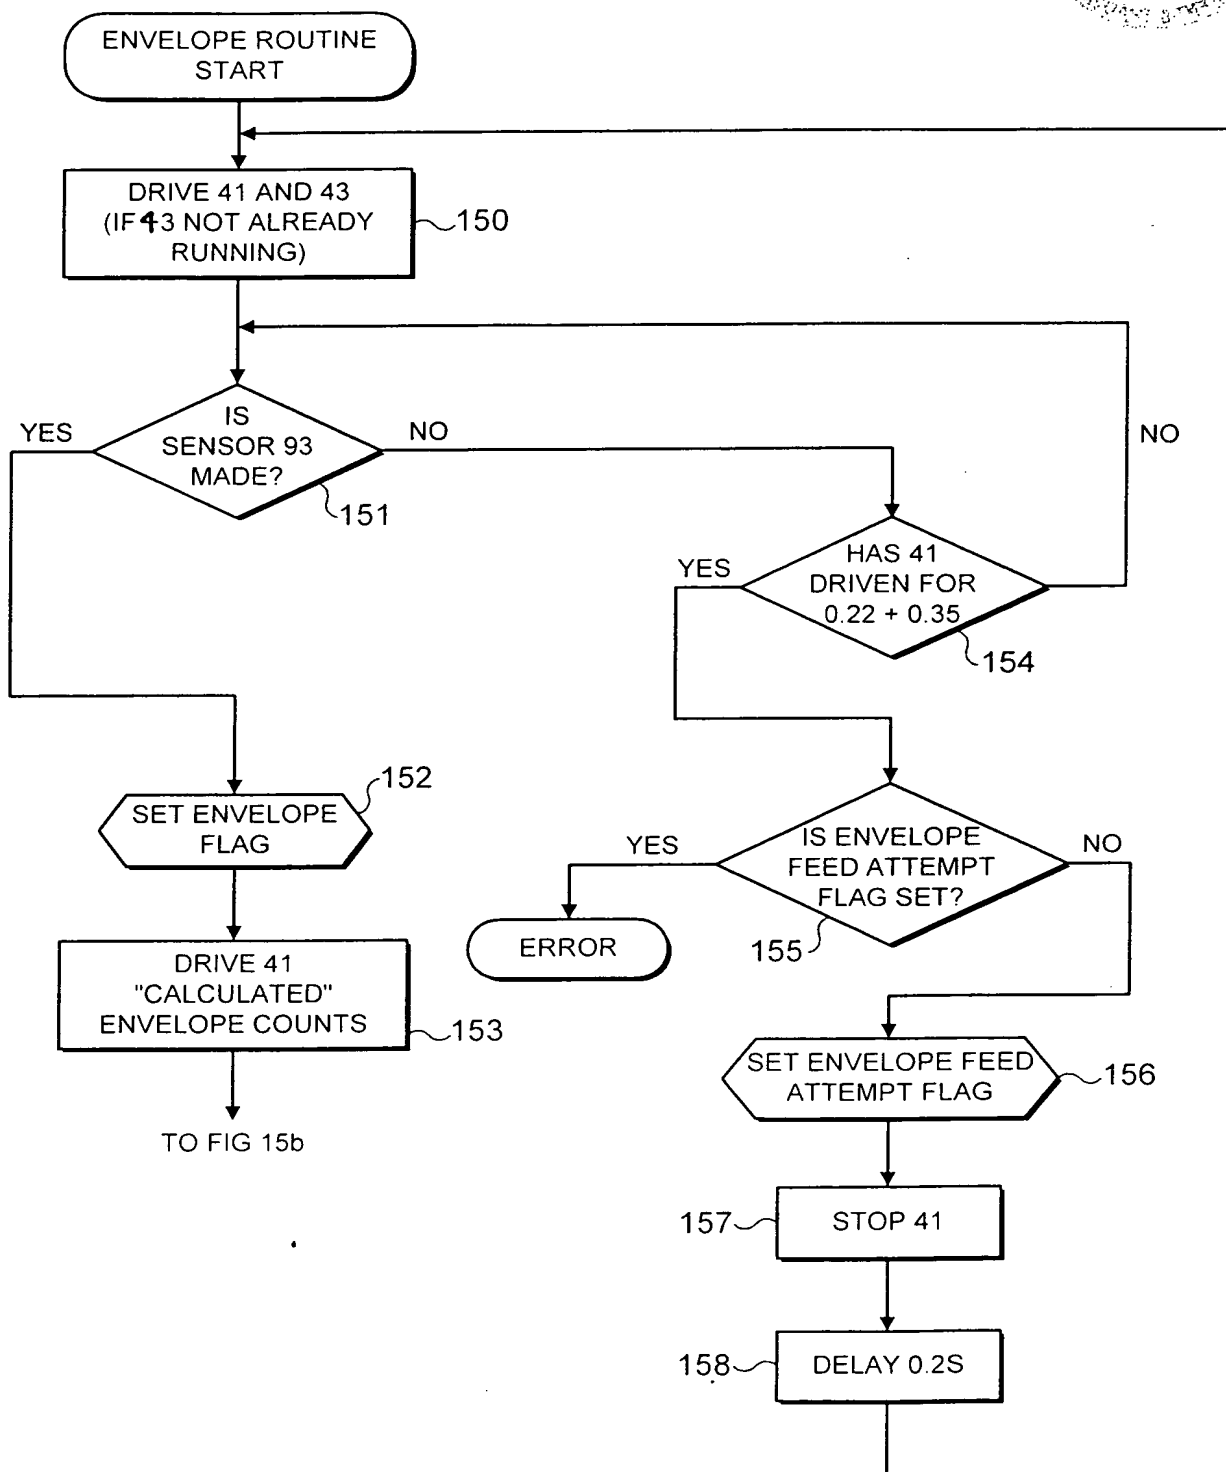 ENVELOPE ROUTINE
START
DRIVE 41 AND 43
(IF 43 NOT ALREADY
RUNNING)
150
IS
SENSOR 93
MADE?
YES
NO
151
NO
HAS 41
DRIVEN FOR
0.22 + 0.35
YES
154
SET ENVELOPE
FLAG
152
IS ENVELOPE
FEED ATTEMPT
FLAG SET?
YES
NO
155
ERROR
DRIVE 41
"CALCULATED"
ENVELOPE COUNTS
153
TO FIG 15b
SET ENVELOPE FEED
ATTEMPT FLAG
156
157
STOP 41
158
DELAY 0.2S